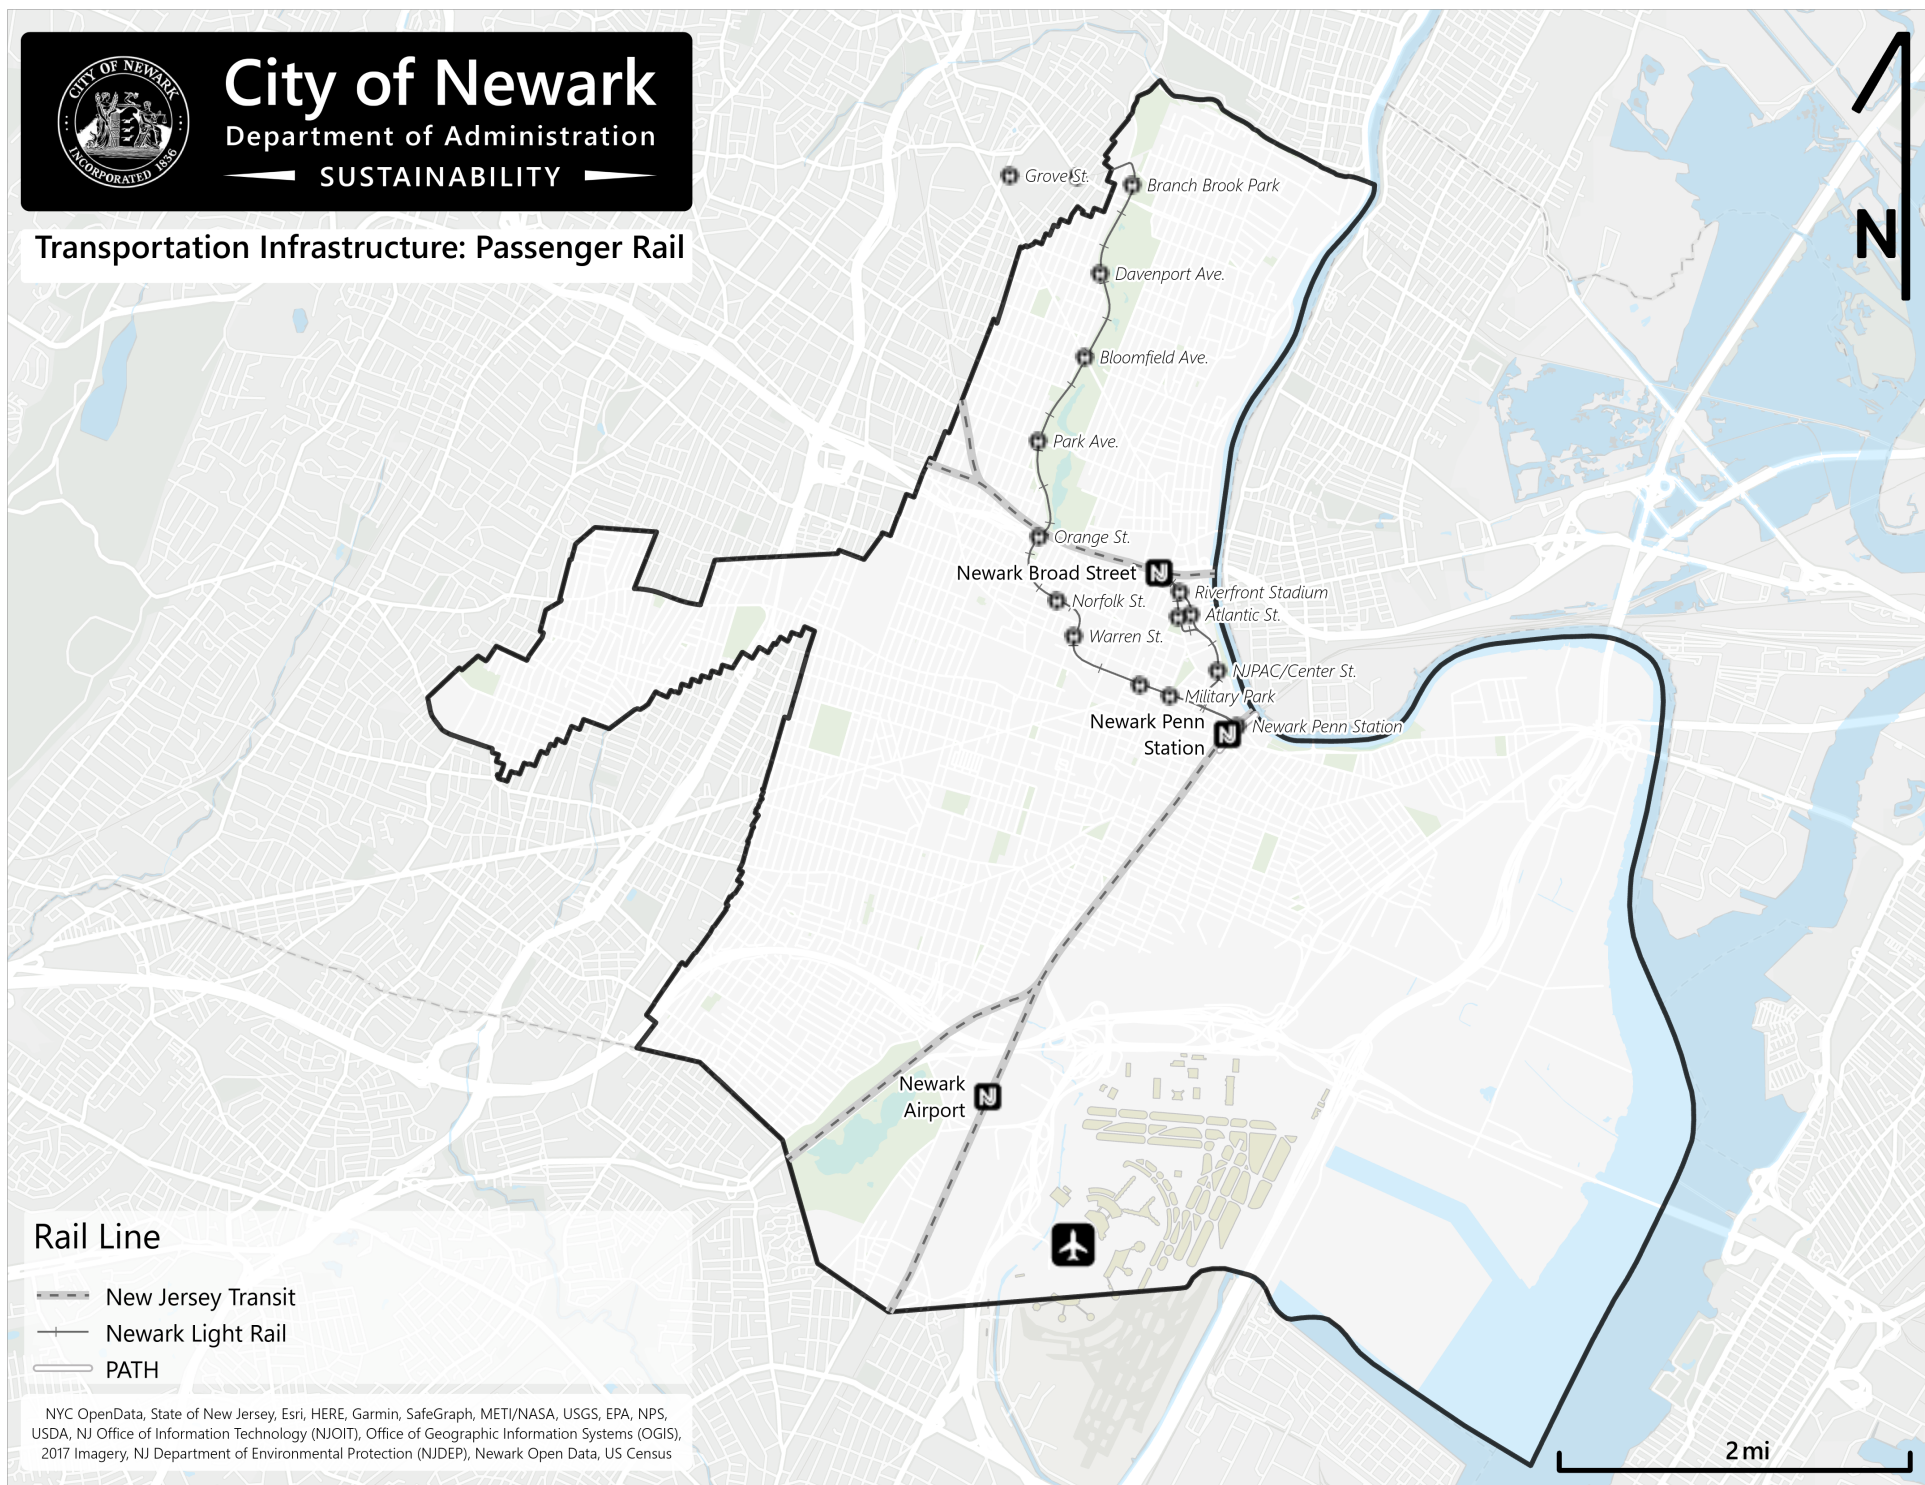 CITY OF NEWARK
INCORPORATED 1836
City of Newark
Department of Administration
SUSTAINABILITY
Transportation Infrastructure: Passenger Rail
N
Grove St.
Branch Brook Park
Davenport Ave.
Bloomfield Ave.
Park Ave.
Orange St.
Newark Broad Street
Riverfront Stadium
Norfolk St.
Atlantic St.
Warren St.
NJPAC/Center St.
Military Park
Newark Penn
Station
Newark Penn Station
Newark
Airport
Rail Line
New Jersey Transit
Newark Light Rail
PATH
NYC OpenData, State of New Jersey, Esri, HERE, Garmin, SafeGraph, METI/NASA, USGS, EPA, NPS,
USDA, NJ Office of Information Technology (NJOIT), Office of Geographic Information Systems (OGIS),
2017 Imagery, NJ Department of Environmental Protection (NJDEP), Newark Open Data, US Census
2 mi